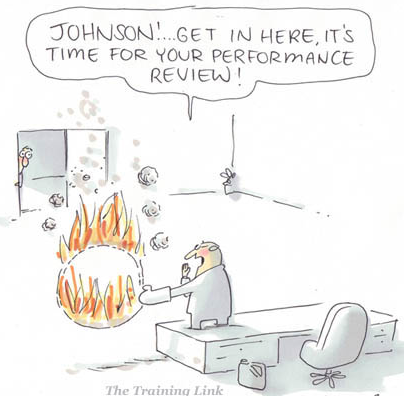 JOHNSON!...GET IN HERE, IT'S
TIME FOR YOUR PERFORMANCE
REVIEW!
The Training Link